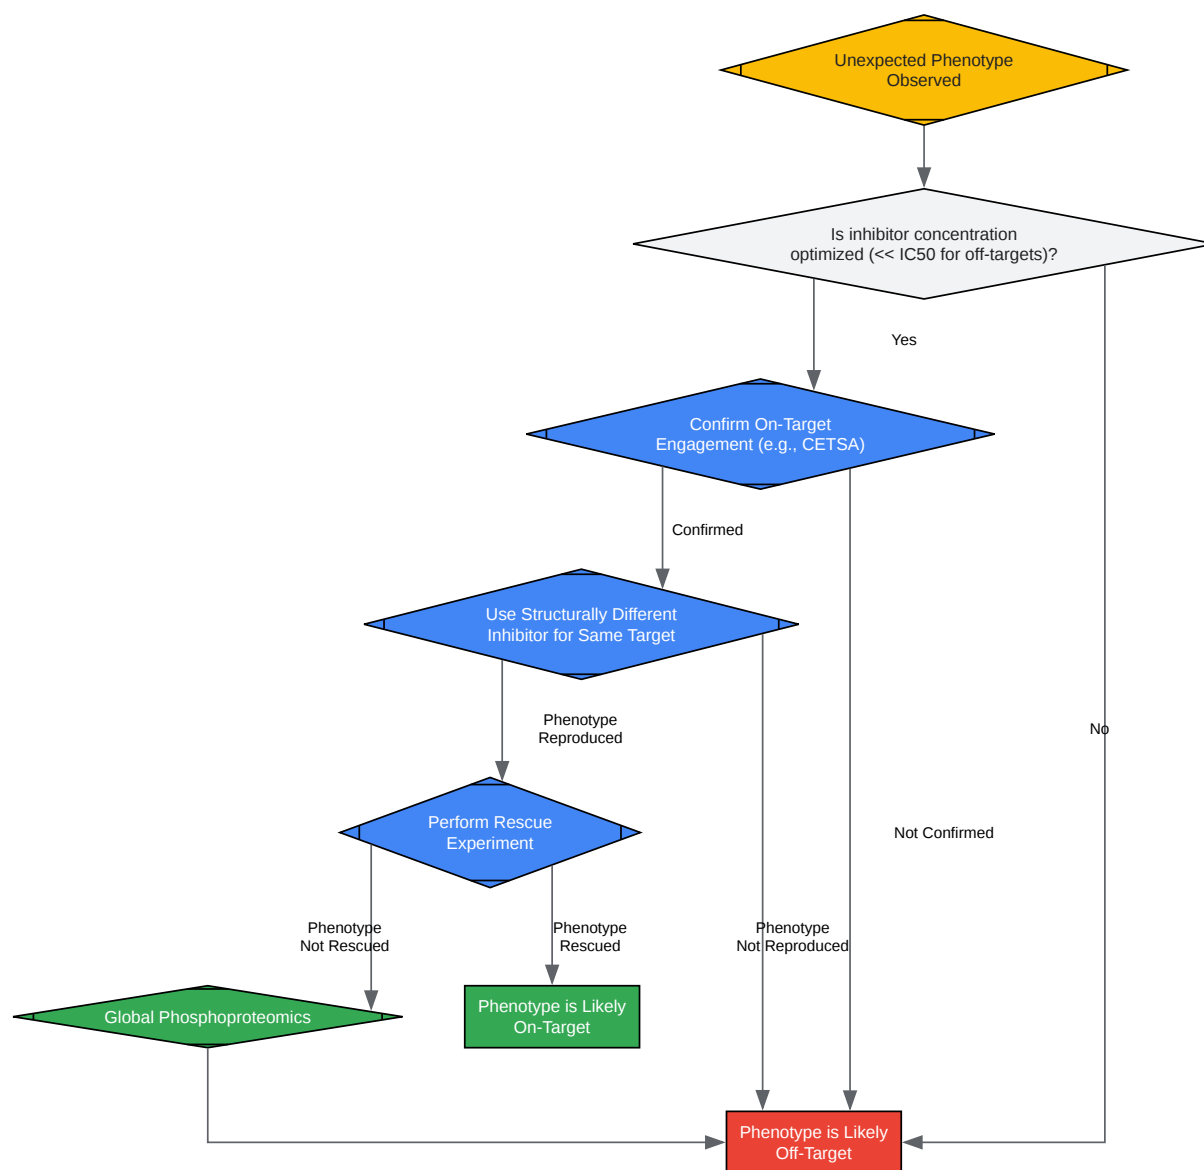 Unexpected Phenotype
Observed
Is inhibitor concentration
optimized (<< IC50 for off-targets)?
Yes
Confirm On-Target
Engagement (e.g., CETSA)
Confirmed
Use Structurally Different
Inhibitor for Same Target
Phenotype
Reproduced
No
Perform Rescue
Experiment
Not Confirmed
Phenotype
Not Rescued
Phenotype
Rescued
Phenotype
Not Reproduced
Global Phosphoproteomics
Phenotype is Likely
On-Target
Phenotype is Likely
Off-Target